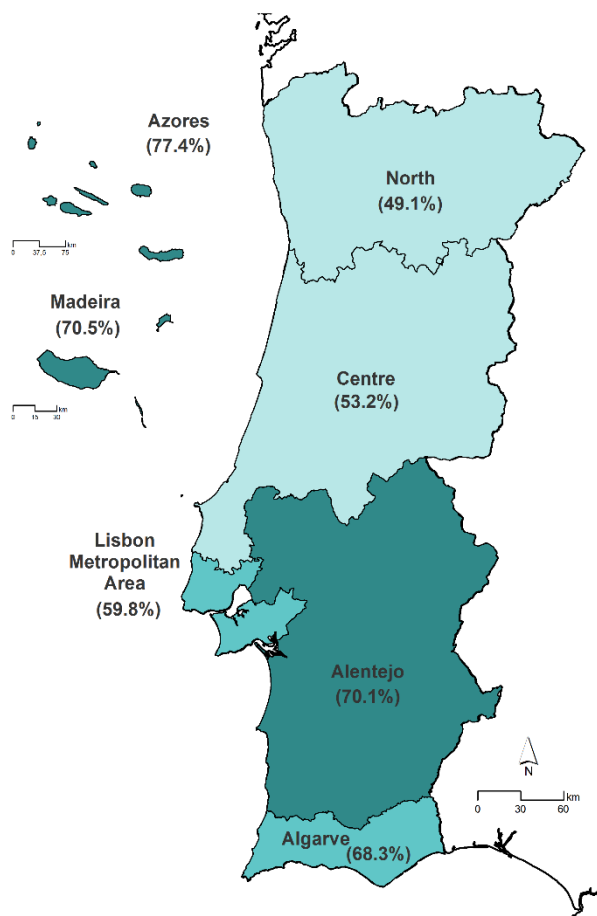 Azores
(77.4%)
North
(49.1%)
0 37,5 75 km
Madeira
(70.5%)
Centre
(53.2%)
0 15 30 km
Lisbon
Metropolitan
Area
(59.8%)
Alentejo
(70.1%)
N
0 30 60 km
Algarve (68.3%)